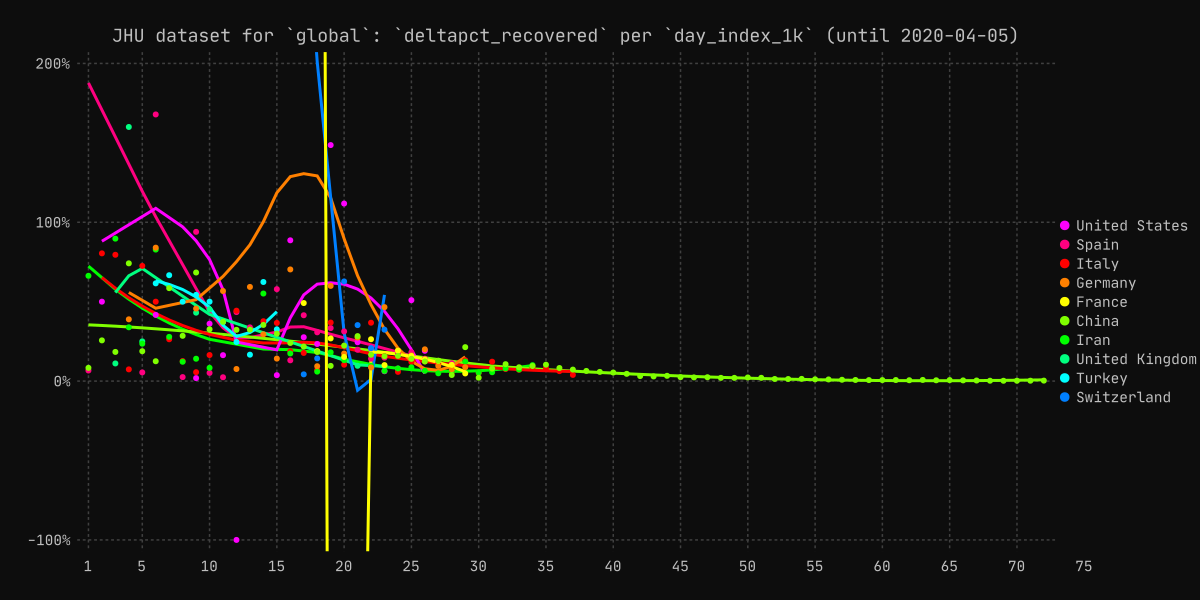 JHU dataset for `global`: `deltapct_recovered` per `day_index_1k` (until 2020-04-05)
200%
100%
0%
-100%
1 5 10 15 20 25 30 35 40 45 50 55 60 65 70 75
United States
Spain
Italy
Germany
France
China
Iran
United Kingdom
Turkey
Switzerland